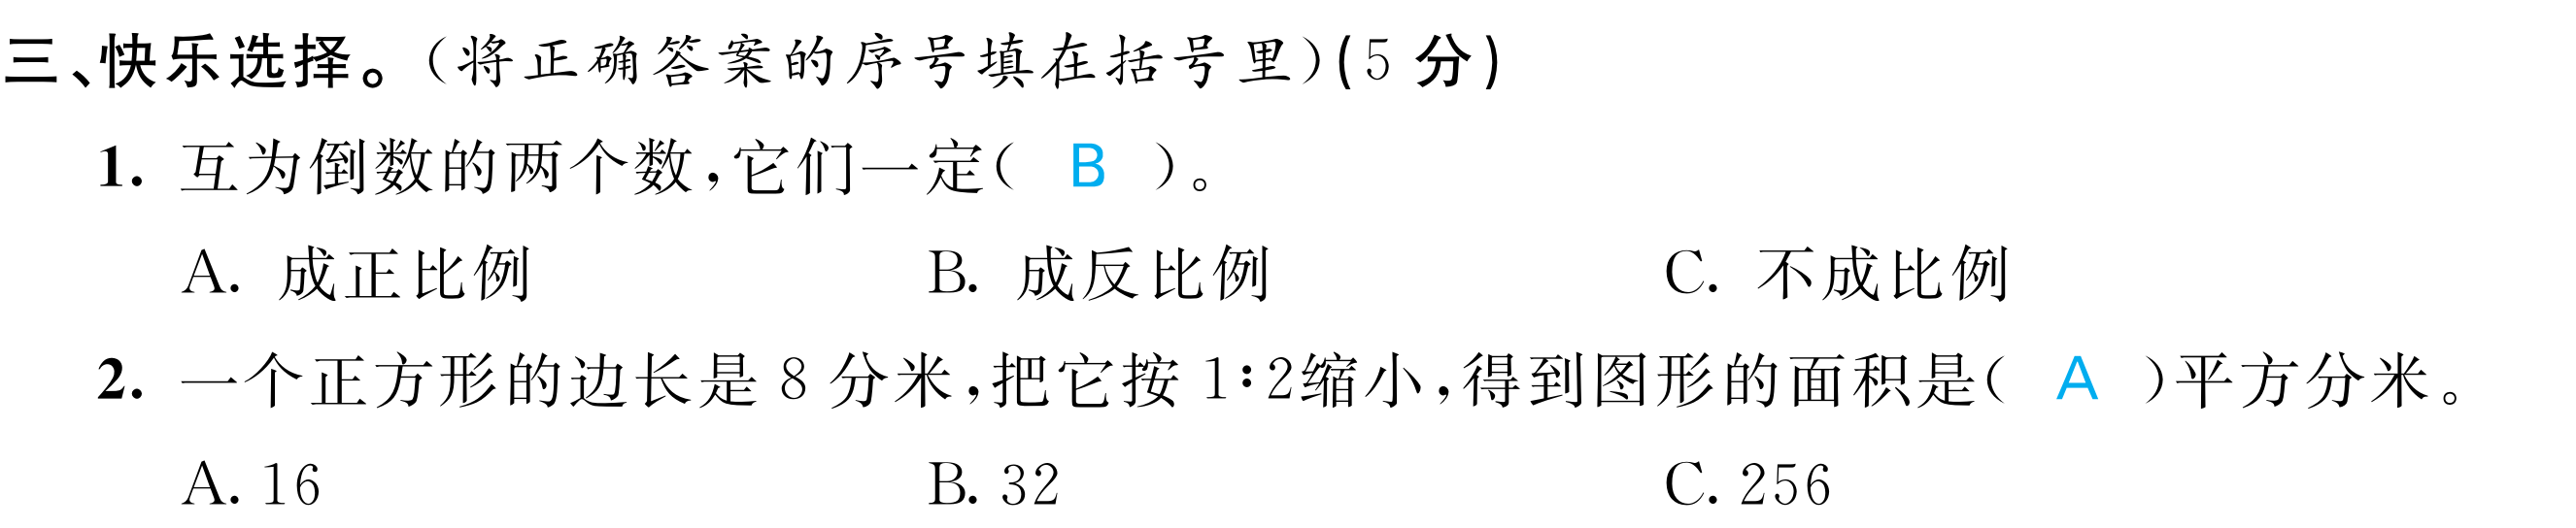 三、快乐选择。(将正确答案的序号填在括号里)(5 分)
1. 互为倒数的两个数,它们一定( B )。
A. 成正比例 B. 成反比例 C. 不成比例
2. 一个正方形的边长是 8 分米,把它按 1∶2缩小,得到图形的面积是( A )平方分米。
A. 16 B. 32 C. 256